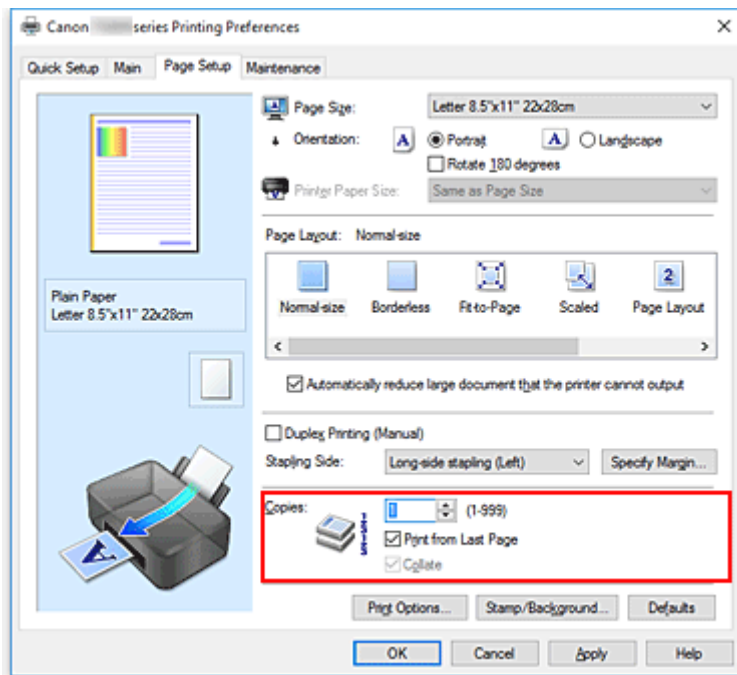 Canon series Printing Preferences
Quick Setup Main Page Setup Maintenance
Page Size: Letter 8.5"x11" 22x28cm
Orientation: A Portrait A Landscape
Rotate 180 degrees
Printer Paper Size: Same as Page Size
Page Layout: Normal-size
2
Normal-size Borderless Fit-to-Page Scaled Page Layout
Plain Paper
Letter 8.5"x11" 22x28cm
Automatically reduce large document that the printer cannot output
Duplex Printing (Manual)
Stapling Side: Long-side stapling (Left) Specify Margin...
Copies: 1 (1-999)
Print from Last Page
Collate
A
Print Options... Stamp/Background... Defaults
OK Cancel Apply Help